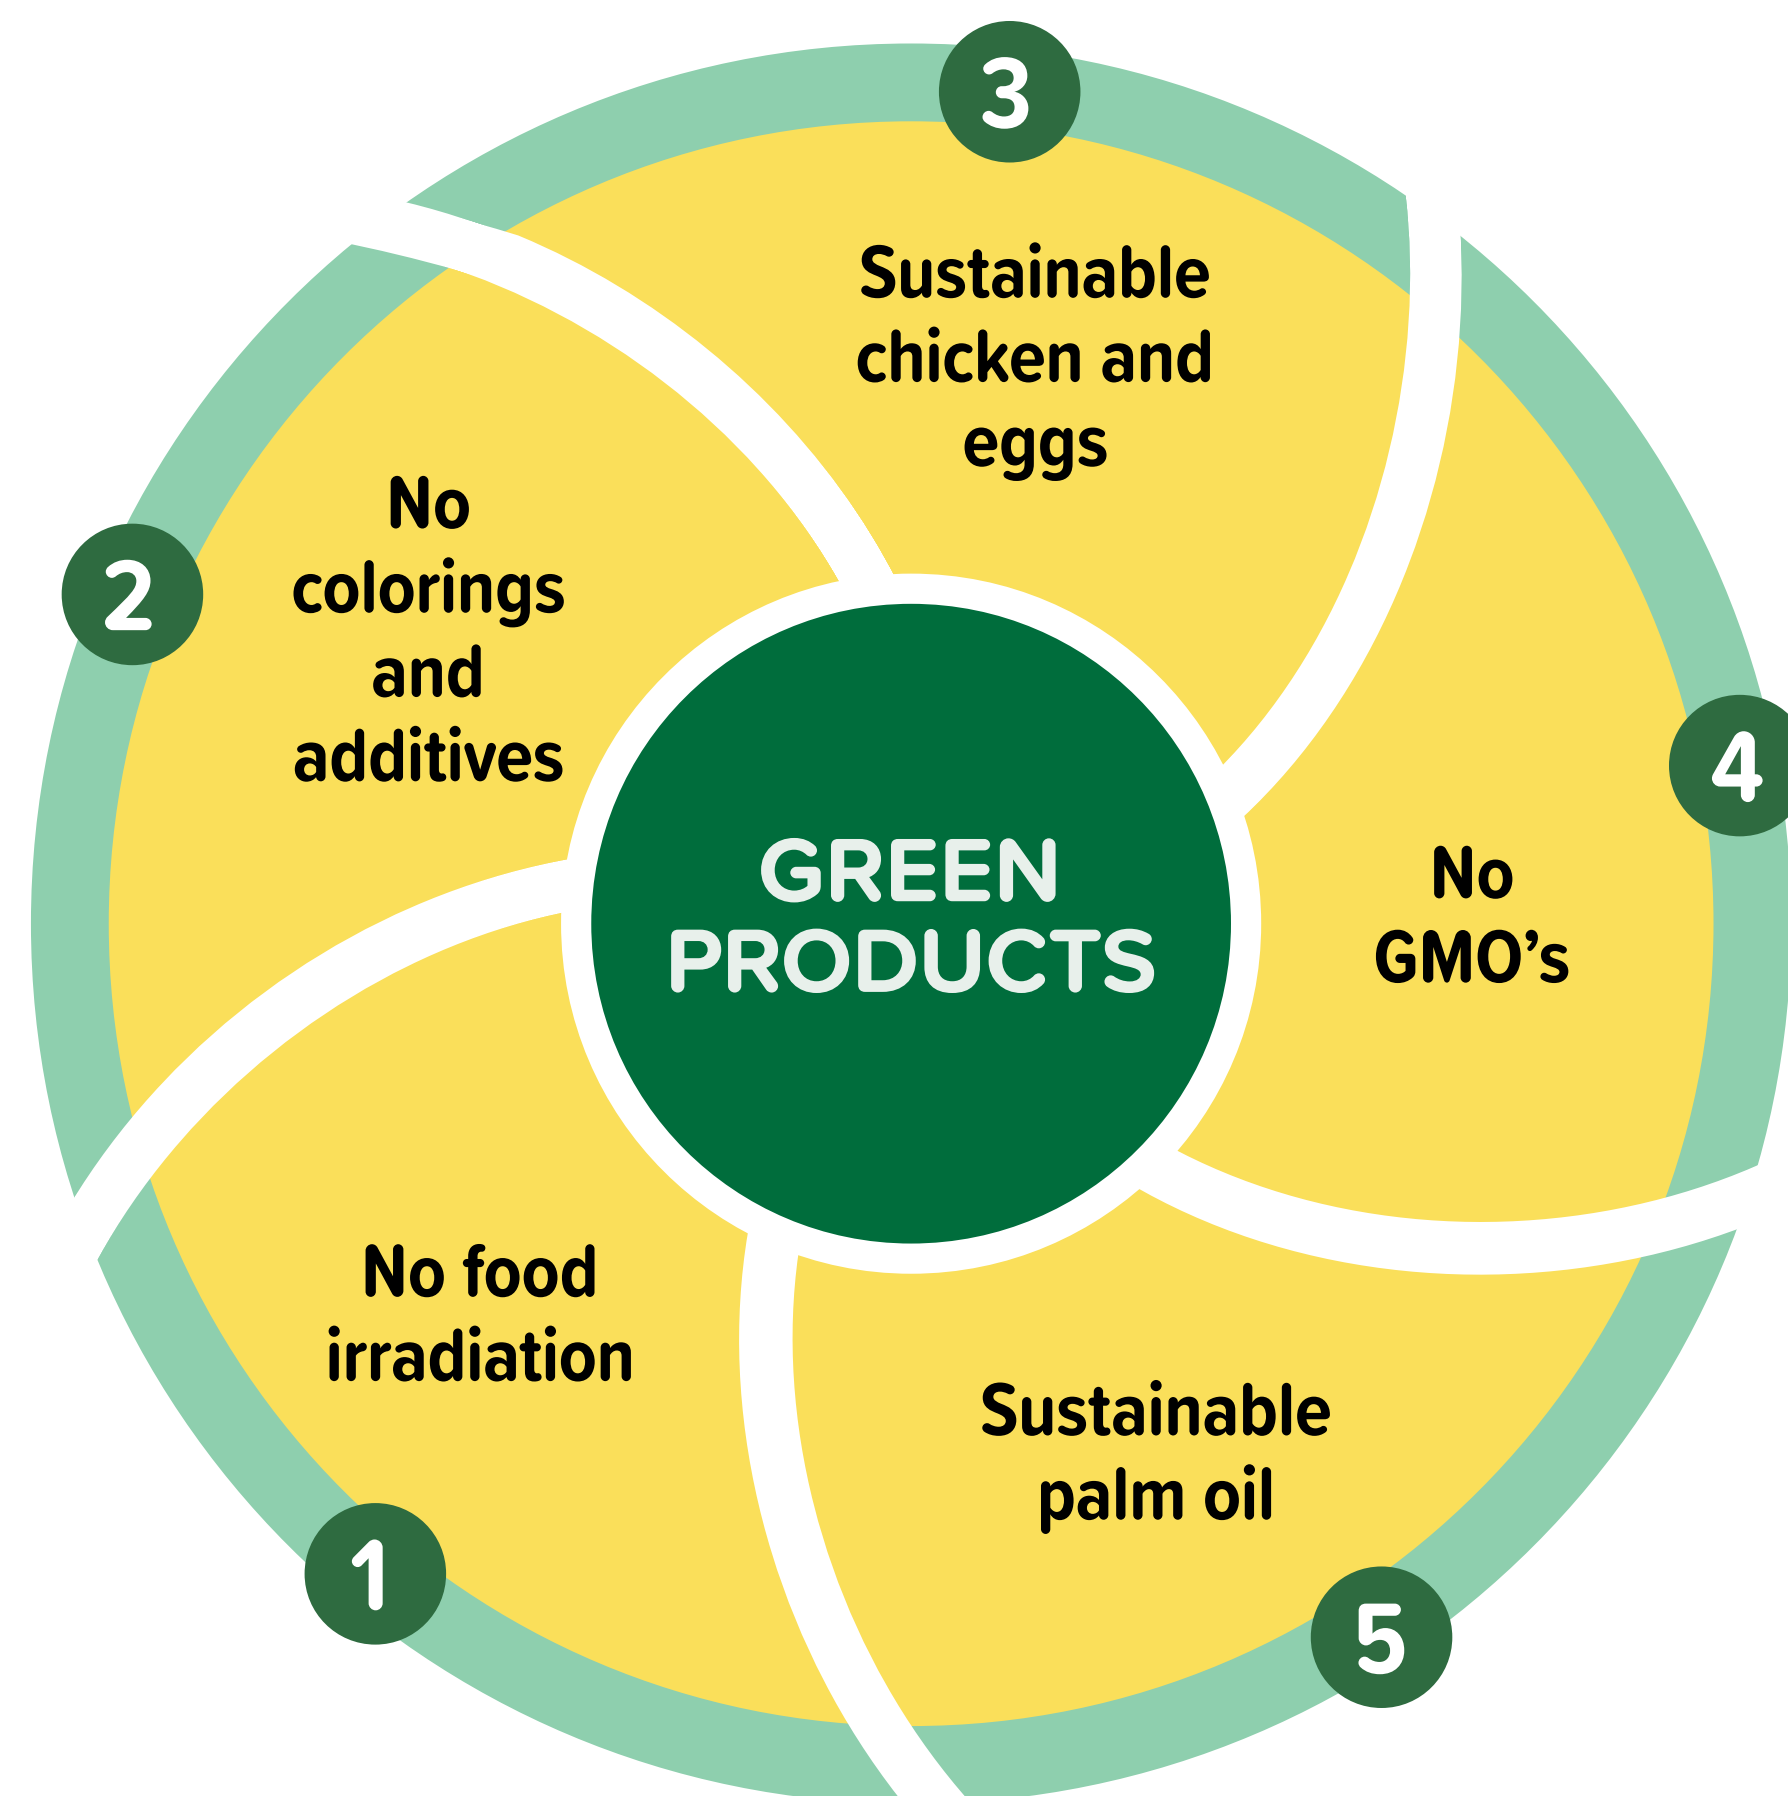 GREEN
PRODUCTS
1
No food
irradiation
2
No
colorings
and
additives
3
Sustainable
chicken and
eggs
4
No
GMO’s
5
Sustainable
palm oil